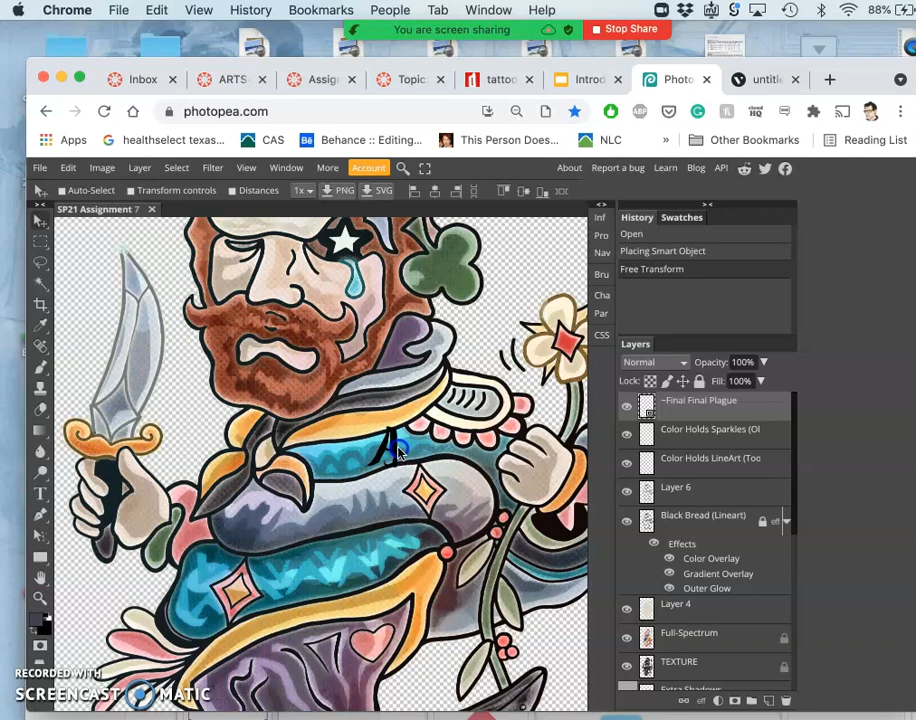 Chrome File Edit View History Bookmarks People Tab Window Help 88%
You are screen sharing Stop Share
Inbox ARTS- Assign Topic: tattoo Introd Photo untitle
photopea.com
Apps healthselect texas... CAS Behance :: Editing... This Person Does... NLC » Other Bookmarks Reading List
File Edit Image Layer Select Filter View Window More Account About Report a bug Learn Blog API
Auto-Select Transform controls Distances 1x PNG SVG
SP21 Assignment 7
Inf
Pro
Nav
Bru
Cha
Par
CSS
History Swatches
Open
Placing Smart Object
Free Transform
Layers
Normal Opacity: 100%
Lock: Fill: 100%
~Final Final Plague
Color Holds Sparkles (Ol
Color Holds LineArt (Too
Layer 6
Black Bread (Lineart) eff
Effects
Color Overlay
Gradient Overlay
Outer Glow
Layer 4
Full-Spectrum
TEXTURE
Extra Shadows
eff
A
RECORDED WITH
SCREENCAST MATIC